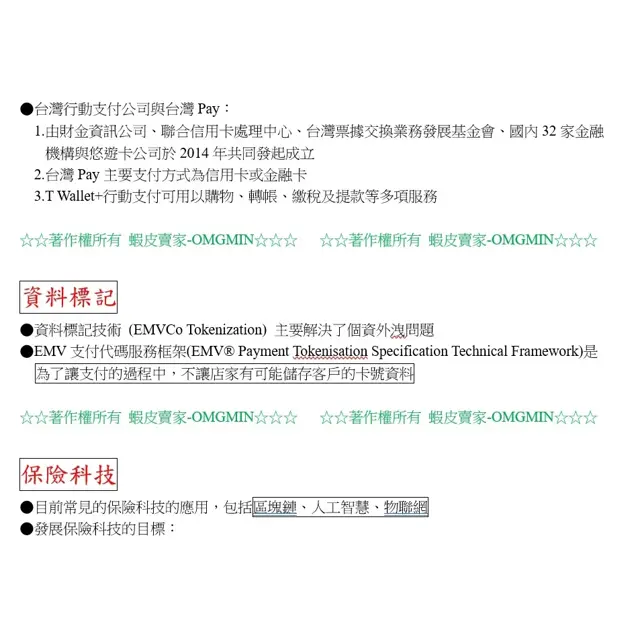 ●台灣行動支付公司與台灣 Pay：
1.由財金資訊公司、聯合信用卡處理中心、台灣票據交換業務發展基金會、國內 32 家金融
機構與悠遊卡公司於 2014 年共同發起成立
2.台灣 Pay 主要支付方式為信用卡或金融卡
3.T Wallet+行動支付可用以購物、轉帳、繳稅及提款等多項服務
☆☆著作權所有 蝦皮賣家-OMGMIN☆☆☆ ☆☆著作權所有 蝦皮賣家-OMGMIN☆☆☆
資料標記
●資料標記技術 (EMVCo Tokenization) 主要解決了個資外洩問題
●EMV 支付代碼服務框架(EMV® Payment Tokenisation Specification Technical Framework)是
為了讓支付的過程中，不讓店家有可能儲存客戶的卡號資料
☆☆著作權所有 蝦皮賣家-OMGMIN☆☆☆ ☆☆著作權所有 蝦皮賣家-OMGMIN☆☆☆
保險科技
●目前常見的保險科技的應用，包括區塊鏈、人工智慧、物聯網
●發展保險科技的目標：